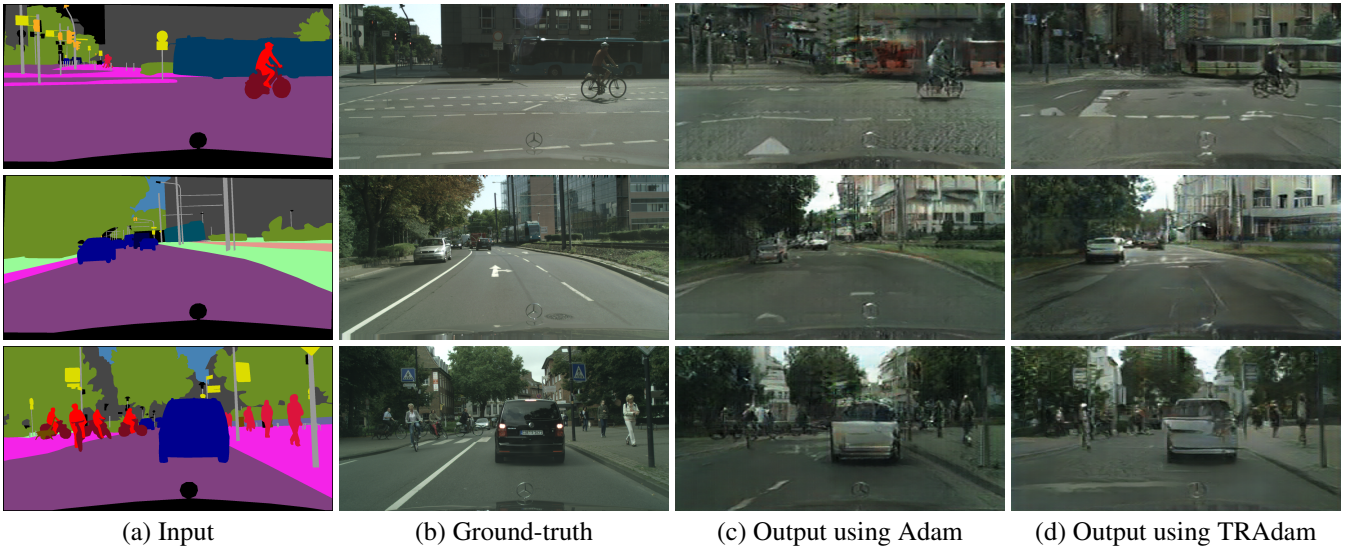 (a) Input
(b) Ground-truth
(c) Output using Adam
(d) Output using TRAdam